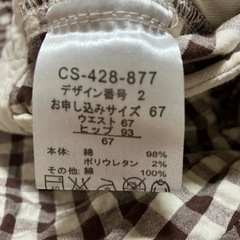 CS-428-877
デザイン番号 2
お申し込みサイズ 67
ウエスト 67
ヒップ 93
67
本体: 綿 98%
ポリウレタン 2%
その他: 綿 100%